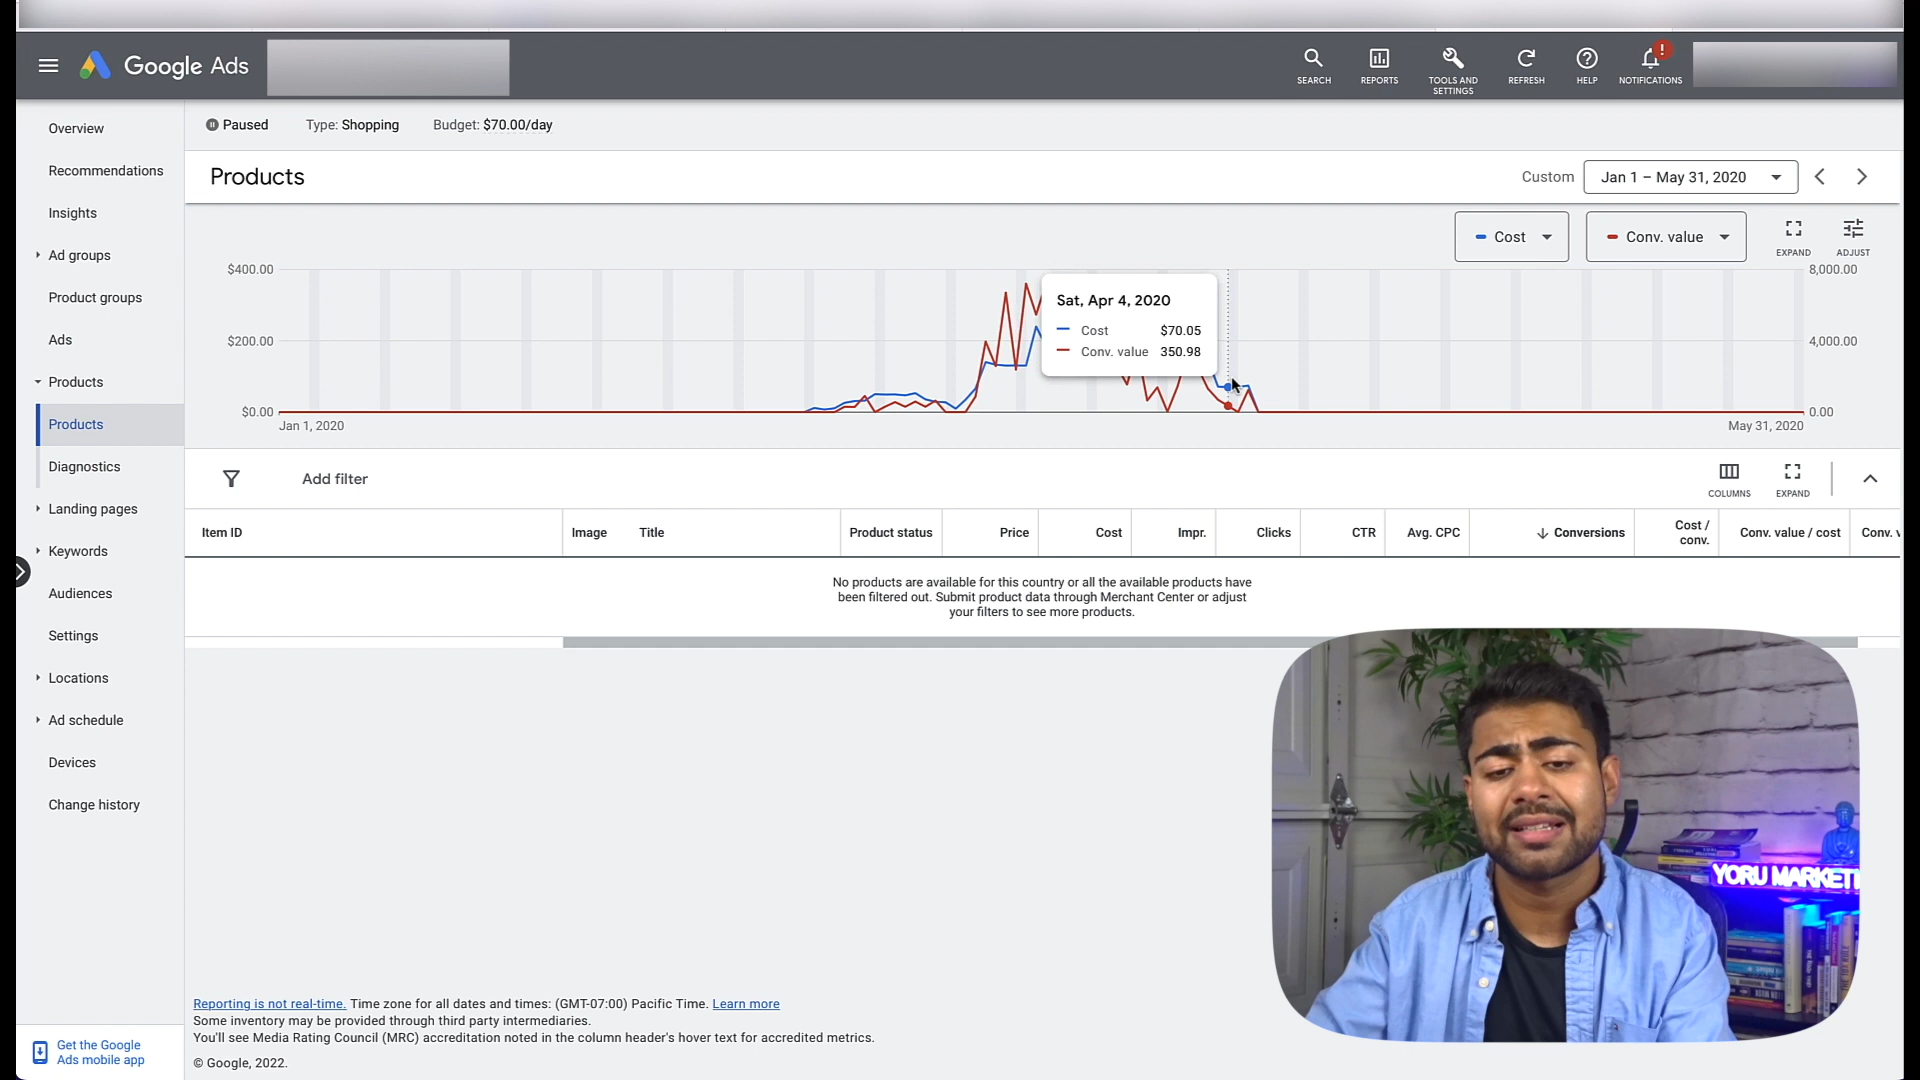 Google Ads
SEARCH
REPORTS
TOOLS AND
SETTINGS
REFRESH
HELP
!
NOTIFICATIONS
Overview
Recommendations
Insights
Ad groups
Product groups
Ads
Products
Products
Diagnostics
Landing pages
Keywords
Audiences
Settings
Locations
Ad schedule
Devices
Change history
Get the Google
Ads mobile app
Paused Type: Shopping Budget: $70.00/day
Products
Custom Jan 1 – May 31, 2020
Cost
Conv. value
EXPAND
ADJUST
$400.00
$200.00
$0.00
8,000.00
4,000.00
0.00
Jan 1, 2020
May 31, 2020
Sat, Apr 4, 2020
Cost $70.05
Conv. value 350.98
Add filter
COLUMNS
EXPAND
Item ID Image Title Product status Price Cost Impr. Clicks CTR Avg. CPC Conversions Cost / conv. Conv. value / cost Conv. v
No products are available for this country or all the available products have
been filtered out. Submit product data through Merchant Center or adjust
your filters to see more products.
YORU MARKETI
Reporting is not real-time. Time zone for all dates and times: (GMT-07:00) Pacific Time. Learn more
Some inventory may be provided through third party intermediaries.
You'll see Media Rating Council (MRC) accreditation noted in the column header's hover text for accredited metrics.
© Google, 2022.